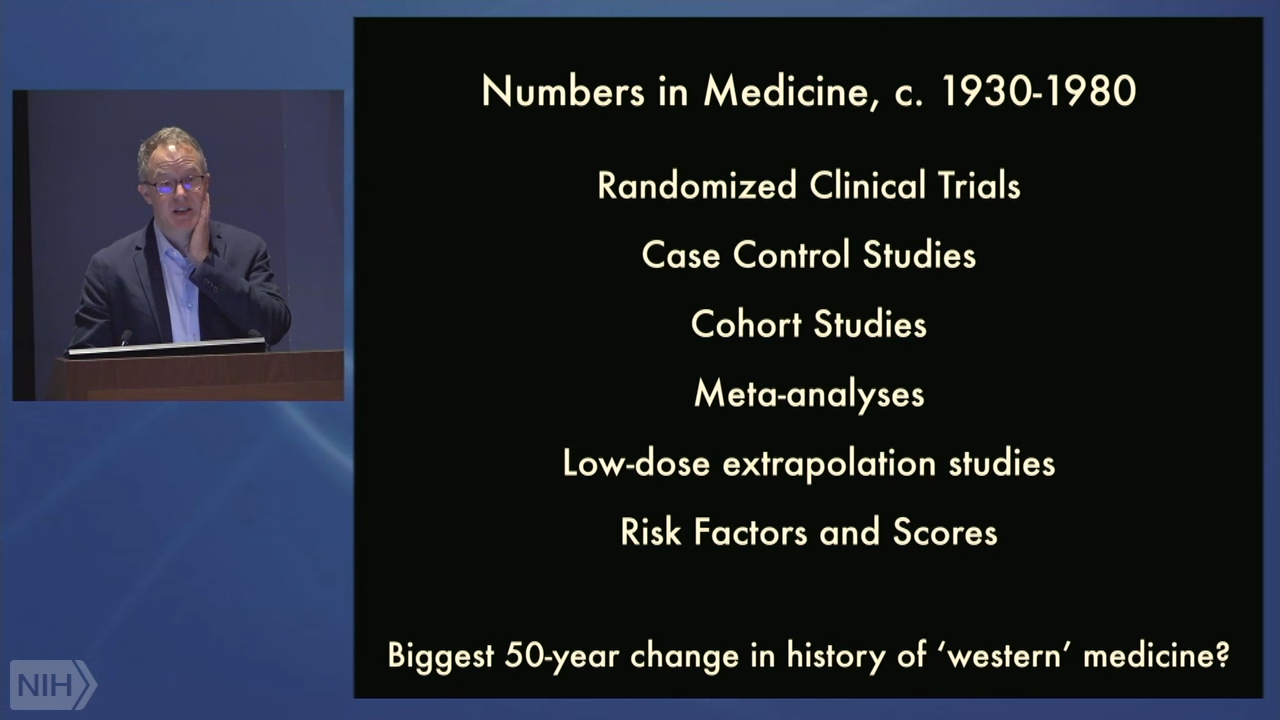 Numbers in Medicine, c. 1930-1980
Randomized Clinical Trials
Case Control Studies
Cohort Studies
Meta-analyses
Low-dose extrapolation studies
Risk Factors and Scores
Biggest 50-year change in history of ‘western’ medicine?
NIH